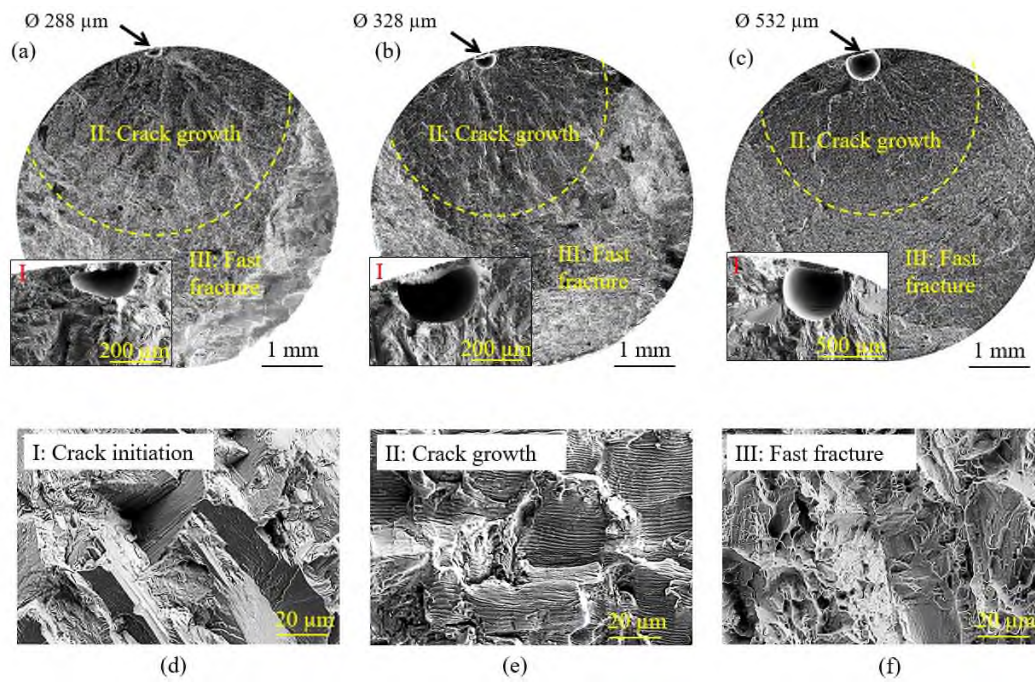 Ø 288 µm
(a)
II: Crack growth
III: Fast
fracture
I
200 µm
1 mm
Ø 328 µm
(b)
II: Crack growth
III: Fast
fracture
I
200 µm
1 mm
Ø 532 µm
(c)
II: Crack growth
III: Fast
fracture
I
500 µm
1 mm
I: Crack initiation
20 µm
(d)
II: Crack growth
20 µm
(e)
III: Fast fracture
20 µm
(f)